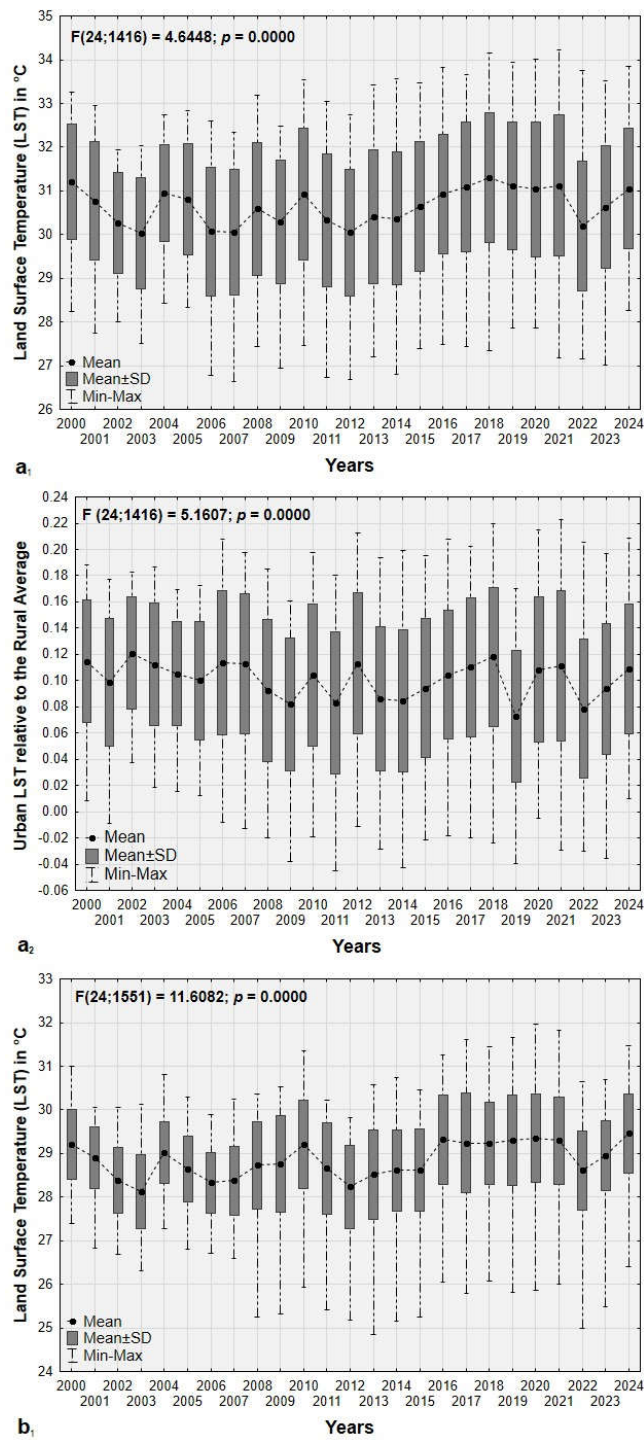 F(24;1416) = 4.6448; p = 0.0000
Land Surface Temperature (LST) in °C
35
34
33
32
31
30
29
28
27
26
Mean
Mean±SD
Min-Max
2000 2002 2004 2006 2008 2010 2012 2014 2016 2018 2020 2022 2024
2001 2003 2005 2007 2009 2011 2013 2015 2017 2019 2021 2023
a1
Years
F (24;1416) = 5.1607; p = 0.0000
Urban LST relative to the Rural Average
0.24
0.22
0.20
0.18
0.16
0.14
0.12
0.10
0.08
0.06
0.04
0.02
0.00
-0.02
-0.04
-0.06
Mean
Mean±SD
Min-Max
2000 2002 2004 2006 2008 2010 2012 2014 2016 2018 2020 2022 2024
2001 2003 2005 2007 2009 2011 2013 2015 2017 2019 2021 2023
a2
Years
F(24;1551) = 11.6082; p = 0.0000
Land Surface Temperature (LST) in °C
33
32
31
30
29
28
27
26
25
24
Mean
Mean±SD
Min-Max
2000 2002 2004 2006 2008 2010 2012 2014 2016 2018 2020 2022 2024
2001 2003 2005 2007 2009 2011 2013 2015 2017 2019 2021 2023
b1
Years